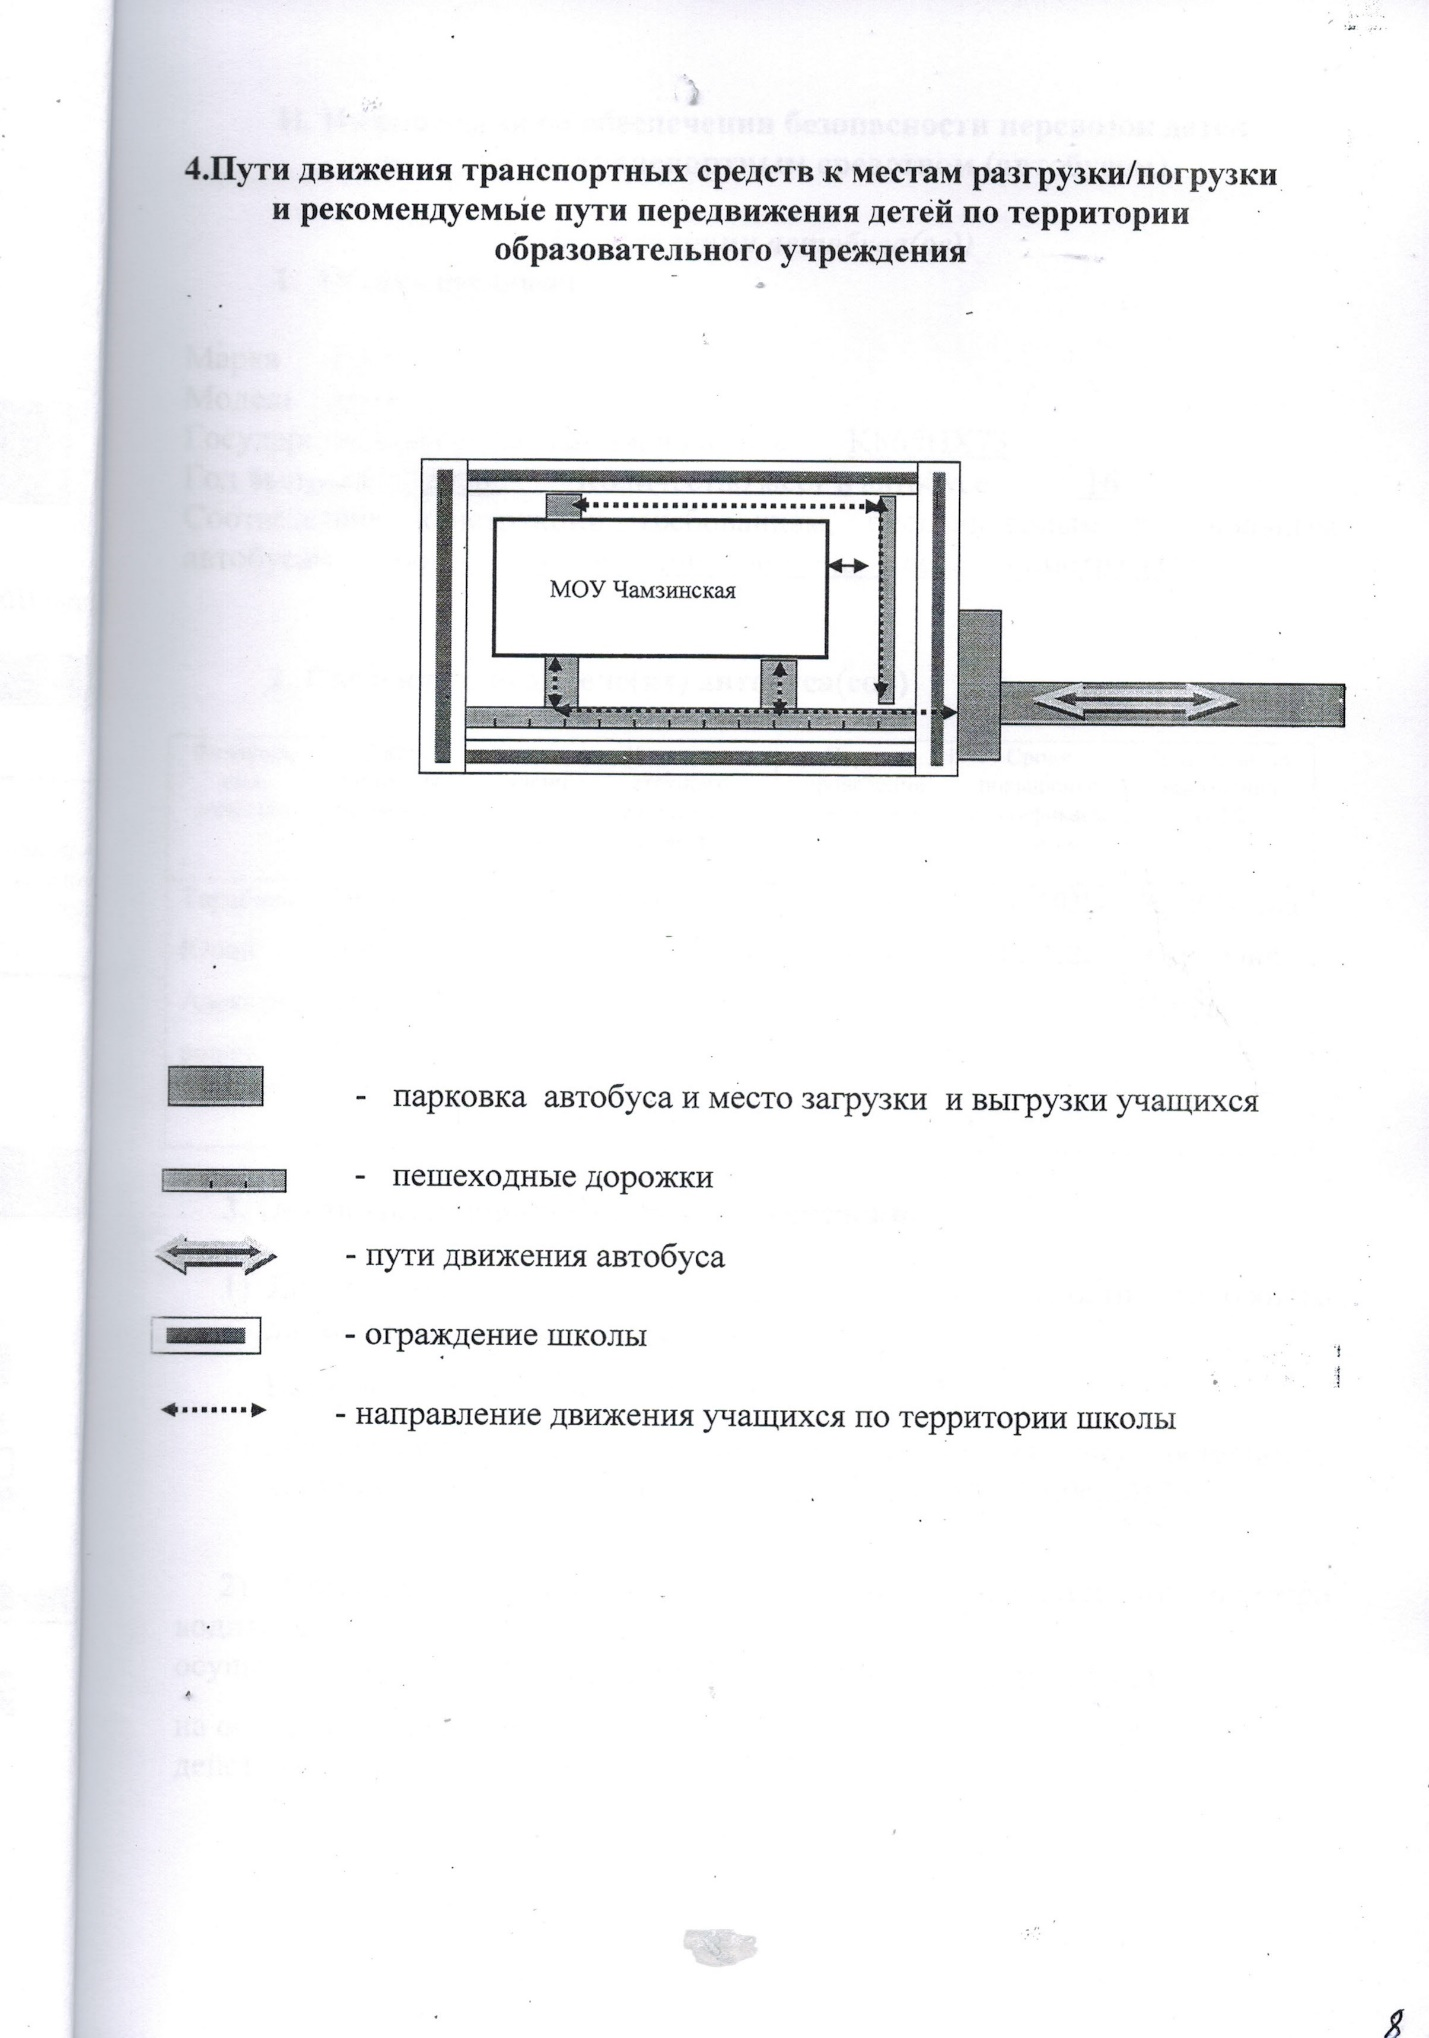 4.Пути движения транспортных средств к местам разгрузки/погрузки
и рекомендуемые пути передвижения детей по территории
образовательного учреждения
МОУ Чамзинская
- парковка автобуса и место загрузки и выгрузки учащихся
- пешеходные дорожки
- пути движения автобуса
- ограждение школы
- направление движения учащихся по территории школы
8